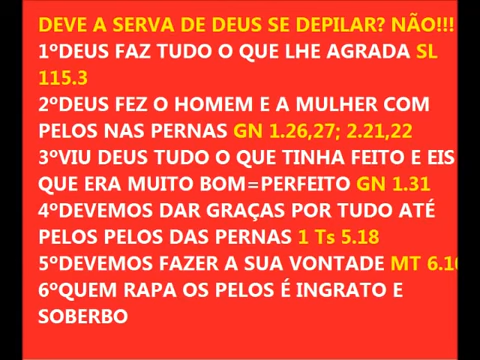 DEVE A SERVA DE DEUS SE DEPILAR? NÃO!!!
1ºDEUS FAZ TUDO O QUE LHE AGRADA SL
115.3
2ºDEUS FEZ O HOMEM E A MULHER COM
PELOS NAS PERNAS GN 1.26,27; 2.21,22
3ºVIU DEUS TUDO O QUE TINHA FEITO E EIS
QUE ERA MUITO BOM=PERFEITO GN 1.31
4ºDEVEMOS DAR GRAÇAS POR TUDO ATÉ
PELOS PELOS DAS PERNAS 1 Ts 5.18
5ºDEVEMOS FAZER A SUA VONTADE MT 6.10
6ºQUEM RAPA OS PELOS É INGRATO E
SOBERBO